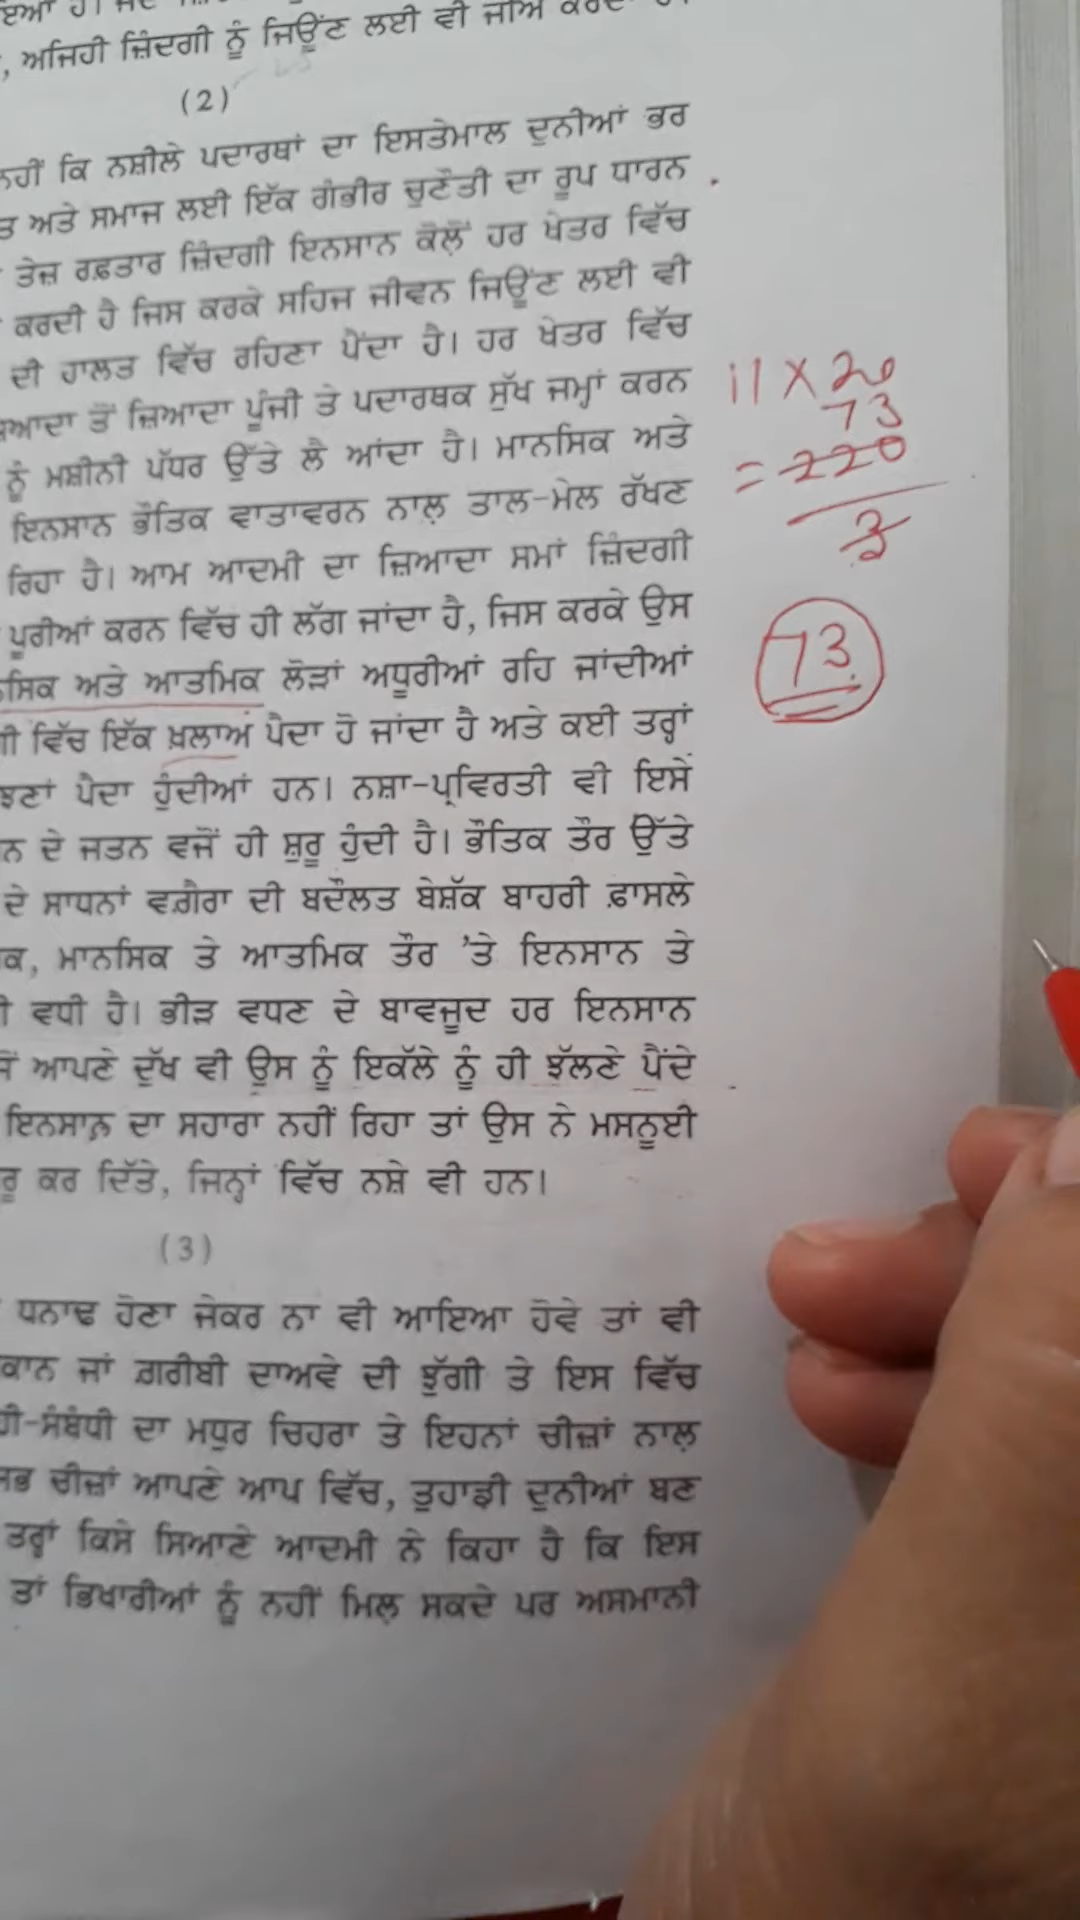 , ਅਜਿਹੀ ਜ਼ਿੰਦਗੀ ਨੂੰ ਜਿਊਣ ਲਈ ਵੀ
(2)
ਨਹੀਂ ਕਿ ਨਸ਼ੀਲੇ ਪਦਾਰਥਾਂ ਦਾ ਇਸਤੇਮਾਲ ਦੁਨੀਆਂ ਭਰ
ਅਤੇ ਸਮਾਜ ਲਈ ਇੱਕ ਗੰਭੀਰ ਚੁਣੌਤੀ ਦਾ ਰੂਪ ਧਾਰਨ
ਤੇਜ਼ ਰਫ਼ਤਾਰ ਜ਼ਿੰਦਗੀ ਇਨਸਾਨ ਕੋਲ਼ੋਂ ਹਰ ਖੇਤਰ ਵਿੱਚ
ਕਰਦੀ ਹੈ ਜਿਸ ਕਰਕੇ ਸਹਿਜ ਜੀਵਨ ਜਿਊਣ ਲਈ ਵੀ
ਦੀ ਹਾਲਤ ਵਿੱਚ ਰਹਿਣਾ ਪੈਂਦਾ ਹੈ। ਹਰ ਖੇਤਰ ਵਿੱਚ
ਤੋਂ ਜ਼ਿਆਦਾ ਪੂੰਜੀ ਤੇ ਪਦਾਰਥਕ ਸੁੱਖ ਜਮ੍ਹਾਂ ਕਰਨ
ਨੂੰ ਮਸ਼ੀਨੀ ਪੱਧਰ ਉੱਤੇ ਲੈ ਆਂਦਾ ਹੈ। ਮਾਨਸਿਕ ਅਤੇ
ਇਨਸਾਨ ਭੌਤਿਕ ਵਾਤਾਵਰਨ ਨਾਲ਼ ਤਾਲ-ਮੇਲ ਰੱਖਣ
ਰਿਹਾ ਹੈ। ਆਮ ਆਦਮੀ ਦਾ ਜ਼ਿਆਦਾ ਸਮਾਂ ਜ਼ਿੰਦਗੀ
ਪੂਰੀਆਂ ਕਰਨ ਵਿੱਚ ਹੀ ਲੱਗ ਜਾਂਦਾ ਹੈ, ਜਿਸ ਕਰਕੇ ਉਸ
ਸਿਕ ਅਤੇ ਆਤਮਿਕ ਲੋੜਾਂ ਅਧੂਰੀਆਂ ਰਹਿ ਜਾਂਦੀਆਂ
ਵਿੱਚ ਇੱਕ ਖ਼ਲਾਅ ਪੈਦਾ ਹੋ ਜਾਂਦਾ ਹੈ ਅਤੇ ਕਈ ਤਰ੍ਹਾਂ
ਝਣਾਂ ਪੈਦਾ ਹੁੰਦੀਆਂ ਹਨ। ਨਸ਼ਾ-ਪ੍ਰਵਿਰਤੀ ਵੀ ਇਸੇ
ਨ ਦੇ ਜਤਨ ਵਜੋਂ ਹੀ ਸ਼ੁਰੂ ਹੁੰਦੀ ਹੈ। ਭੌਤਿਕ ਤੌਰ ਉੱਤੇ
ਦੇ ਸਾਧਨਾਂ ਵਗ਼ੈਰਾ ਦੀ ਬਦੌਲਤ ਬੇਸ਼ੱਕ ਬਾਹਰੀ ਫ਼ਾਸਲੇ
ਕ, ਮਾਨਸਿਕ ਤੇ ਆਤਮਿਕ ਤੌਰ ’ਤੇ ਇਨਸਾਨ ਤੇ
ਵਧੀ ਹੈ। ਭੀੜ ਵਧਣ ਦੇ ਬਾਵਜੂਦ ਹਰ ਇਨਸਾਨ
ਆਪਣੇ ਦੁੱਖ ਵੀ ਉਸ ਨੂੰ ਇਕੱਲੇ ਨੂੰ ਹੀ ਝੱਲਣੇ ਪੈਂਦੇ
ਇਨਸਾਨ ਦਾ ਸਹਾਰਾ ਨਹੀਂ ਰਿਹਾ ਤਾਂ ਉਸ ਨੇ ਮਸਨੂਈ
ਰੂ ਕਰ ਦਿੱਤੇ, ਜਿਨ੍ਹਾਂ ਵਿੱਚ ਨਸ਼ੇ ਵੀ ਹਨ।
(3)
ਧਨਾਢ ਹੋਣਾ ਜੇਕਰ ਨਾ ਵੀ ਆਇਆ ਹੋਵੇ ਤਾਂ ਵੀ
ਕਾਨ ਜਾਂ ਗ਼ਰੀਬੀ ਦਾਅਵੇ ਦੀ ਝੁੱਗੀ ਤੇ ਇਸ ਵਿੱਚ
ਹੀ-ਸੰਬੰਧੀ ਦਾ ਮਧੁਰ ਚਿਹਰਾ ਤੇ ਇਹਨਾਂ ਚੀਜ਼ਾਂ ਨਾਲ਼
ਚੀਜ਼ਾਂ ਆਪਣੇ ਆਪ ਵਿੱਚ, ਤੁਹਾਡੀ ਦੁਨੀਆਂ ਬਣ
ਤਰ੍ਹਾਂ ਕਿਸੇ ਸਿਆਣੇ ਆਦਮੀ ਨੇ ਕਿਹਾ ਹੈ ਕਿ ਇਸ
ਤਾਂ ਭਿਖਾਰੀਆਂ ਨੂੰ ਨਹੀਂ ਮਿਲ਼ ਸਕਦੇ ਪਰ ਅਸਮਾਨੀ
11 X 20
73
= 220
3
73